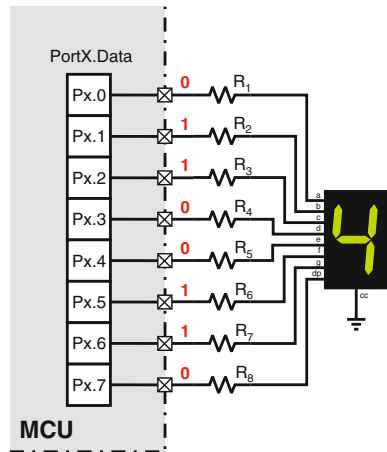 PortX.Data
Px.0 0 R1 a
Px.1 1 R2 b
Px.2 1 R3 c
Px.3 0 R4 d
Px.4 0 R5 e
Px.5 1 R6 f
Px.6 1 R7 g
Px.7 0 R8 dp
4
cc
MCU